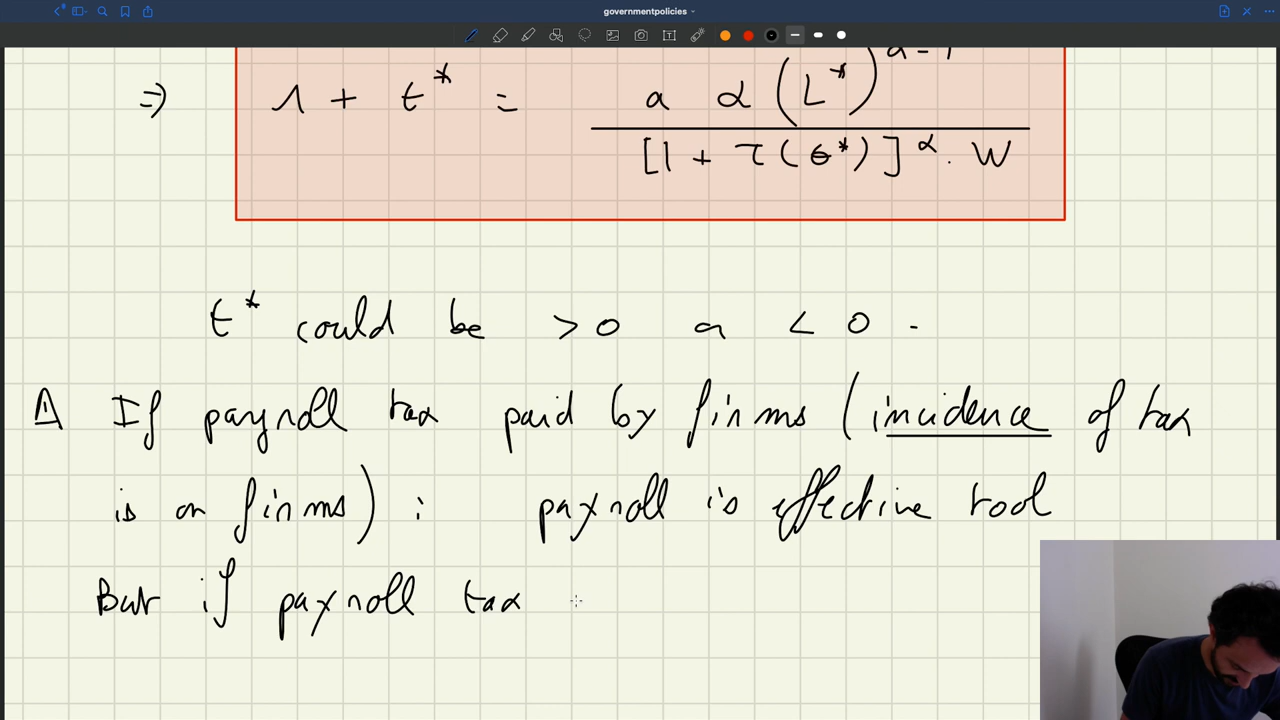 governmentpolicies
=> 1 + t* = a α (L*)^α-1 / [1 + τ(θ*)]^α . W
t* could be > 0 or < 0 .
⚠ If payroll tax paid by firms (incidence of tax
is on firms) : payroll is effective tool
But if payroll tax